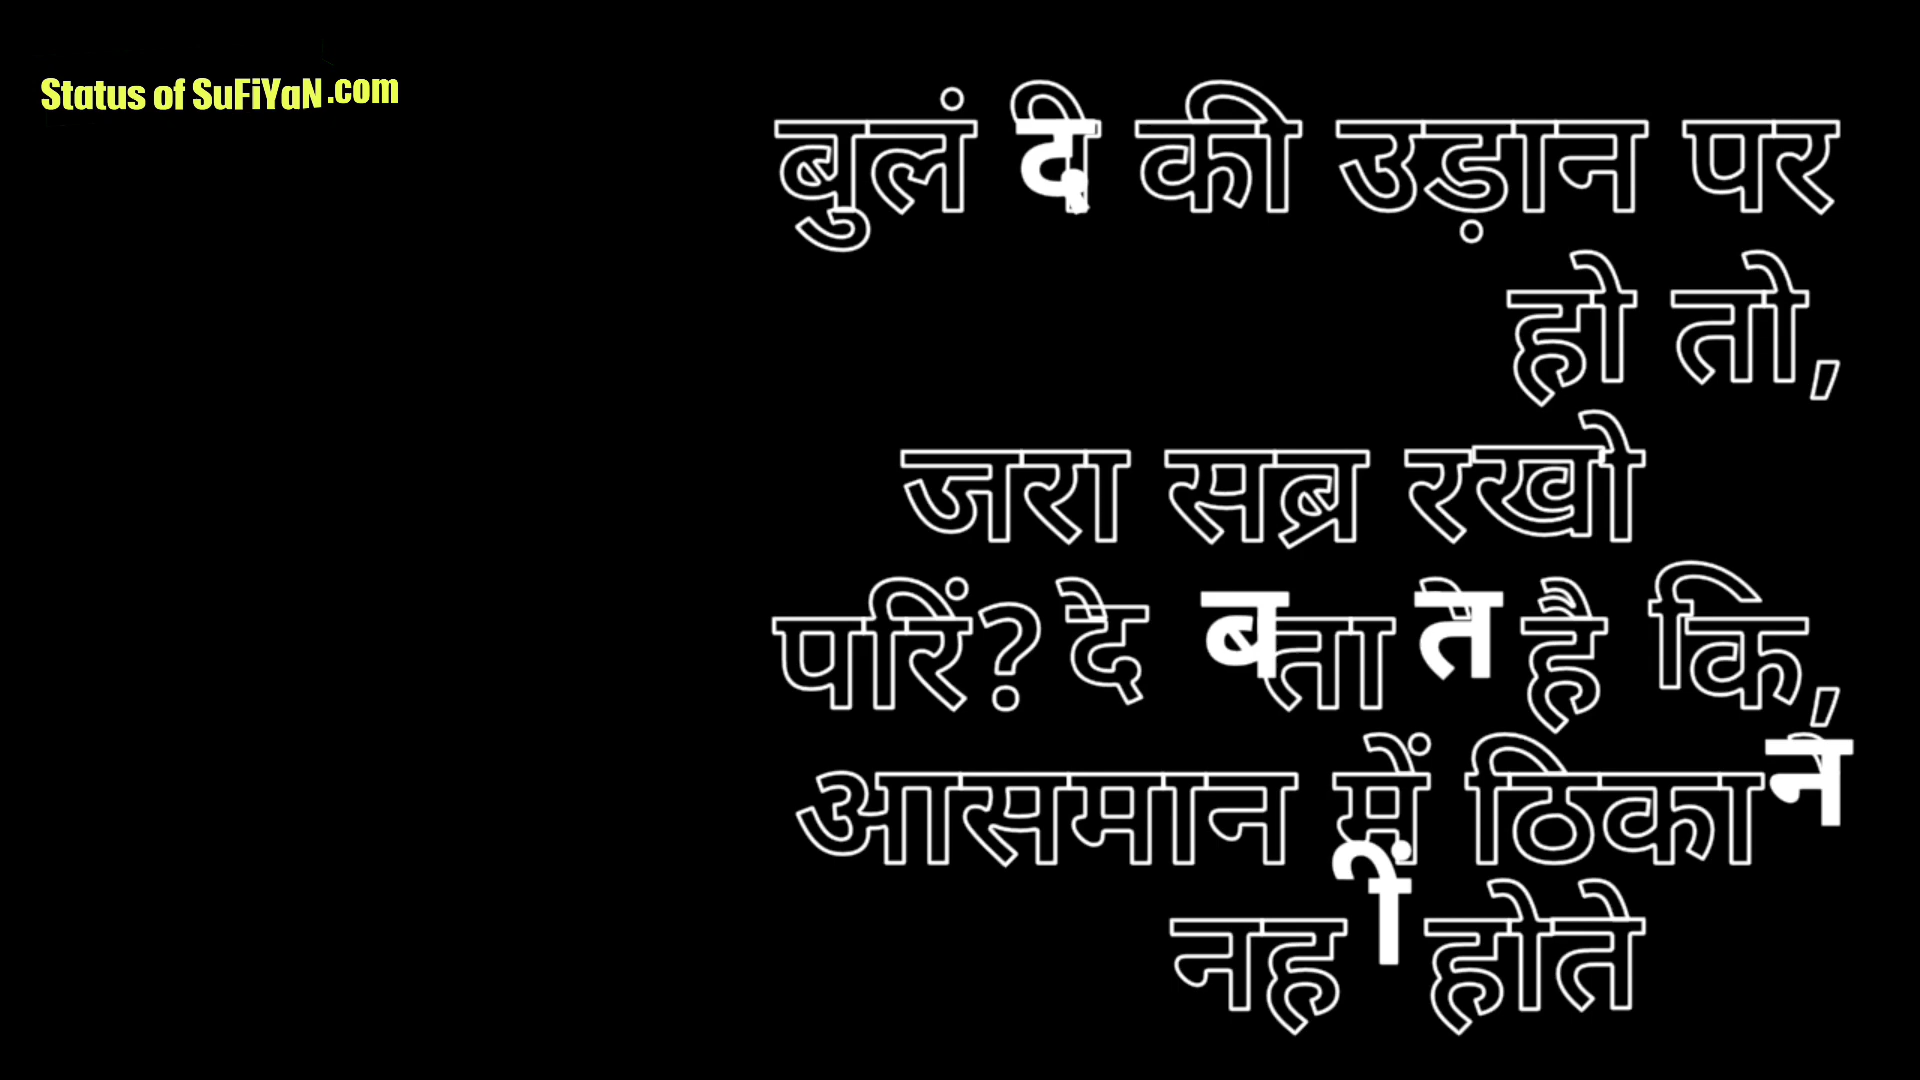 Status of SuFiYaN.com
बुलंदी की उड़ान पर
हो तो,
जरा सब्र रखो
परिं?दे बताते है कि,
आसमान में ठिकाने
नहीं होते